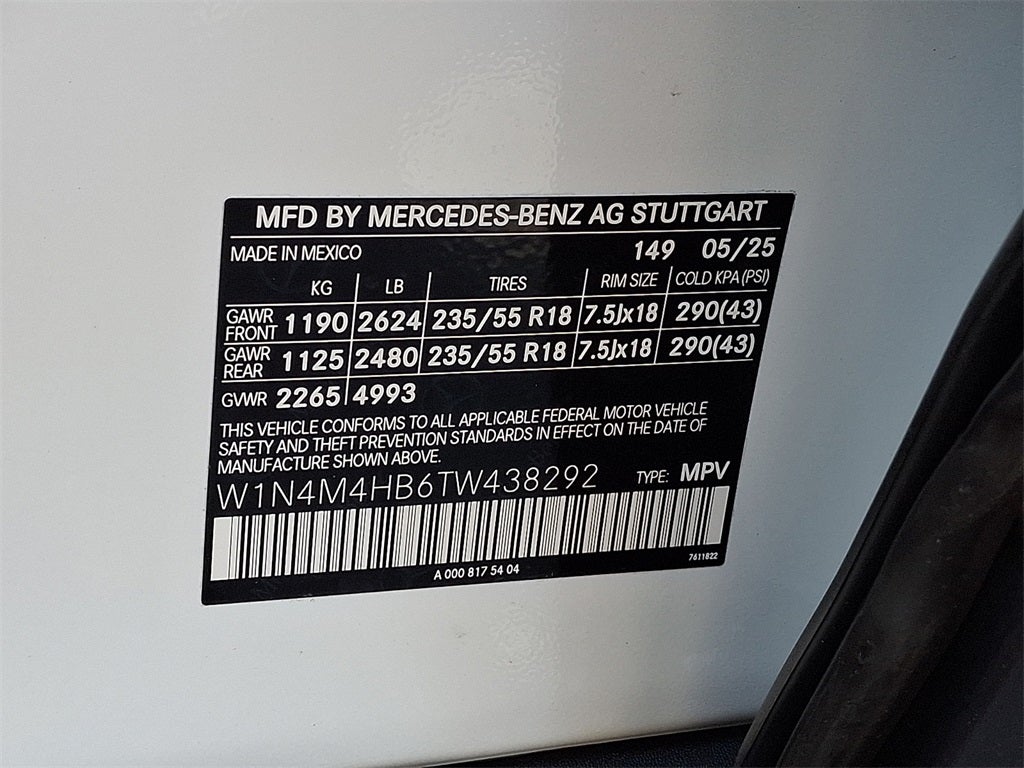 MFD BY MERCEDES-BENZ AG STUTTGART
MADE IN MEXICO 149 05/25
KG LB TIRES RIM SIZE COLD KPA (PSI)
GAWR FRONT 1190 2624 235/55 R18 7.5Jx18 290(43)
GAWR REAR 1125 2480 235/55 R18 7.5Jx18 290(43)
GVWR 2265 4993
THIS VEHICLE CONFORMS TO ALL APPLICABLE FEDERAL MOTOR VEHICLE
SAFETY AND THEFT PREVENTION STANDARDS IN EFFECT ON THE DATE OF
MANUFACTURE SHOWN ABOVE.
W1N4M4HB6TW438292 TYPE: MPV
7611822
A 000 817 54 04